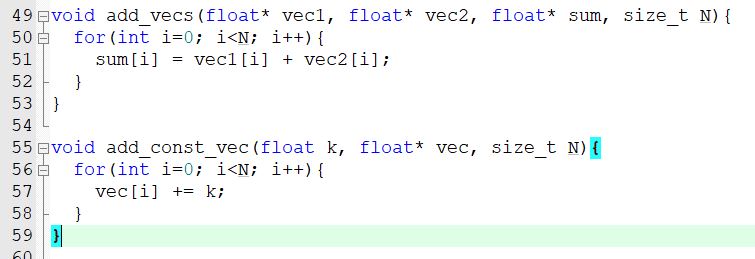 49 void add_vecs(float* vec1, float* vec2, float* sum, size_t N){
50   for(int i=0; i<N; i++){
51     sum[i] = vec1[i] + vec2[i];
52   }
53 }
54
55 void add_const_vec(float k, float* vec, size_t N){
56   for(int i=0; i<N; i++){
57     vec[i] += k;
58   }
59 }
60